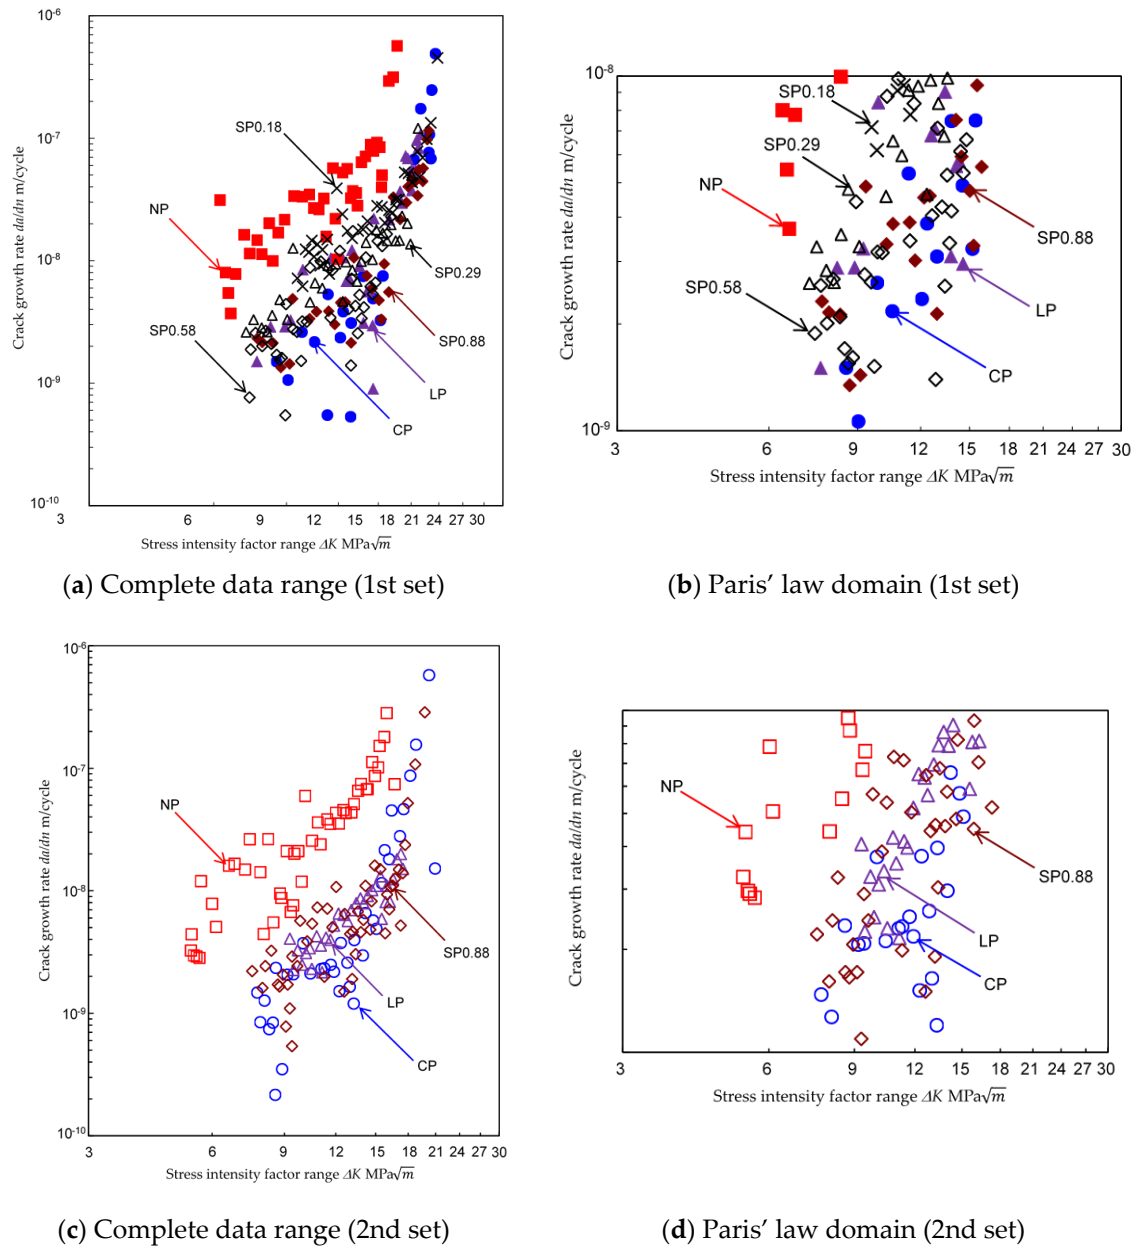 10-6
10-7
10-8
10-9
10-10
Crack growth rate da/dn m/cycle
SP0.18
NP
SP0.29
SP0.58
SP0.88
LP
CP
3 6 9 12 15 18 21 24 27 30
Stress intensity factor range ΔK MPa√m
(a) Complete data range (1st set)
10-8
10-9
Crack growth rate da/dn m/cycle
SP0.18
SP0.29
NP
SP0.88
SP0.58
LP
CP
3 6 9 12 15 18 21 24 27 30
Stress intensity factor range ΔK MPa√m
(b) Paris’ law domain (1st set)
10-6
10-7
10-8
10-9
10-10
Crack growth rate da/dn m/cycle
NP
SP0.88
LP
CP
3 6 9 12 15 18 21 24 27 30
Stress intensity factor range ΔK MPa√m
(c) Complete data range (2nd set)
Crack growth rate da/dn m/cycle
NP
SP0.88
LP
CP
3 6 9 12 15 18 21 24 27 30
Stress intensity factor range ΔK MPa√m
(d) Paris’ law domain (2nd set)